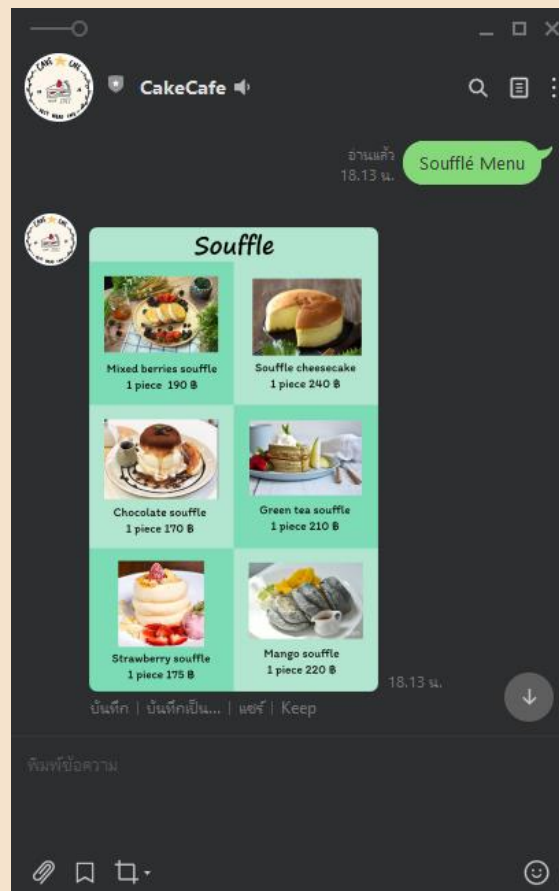 CakeCafe
อ่านแล้ว
18.13 น.
Soufflé Menu
Souffle
Mixed berries souffle
1 piece 190 ฿
Souffle cheesecake
1 piece 240 ฿
Chocolate souffle
1 piece 170 ฿
Green tea souffle
1 piece 210 ฿
Strawberry souffle
1 piece 175 ฿
Mango souffle
1 piece 220 ฿
18.13 น.
บันทึก | บันทึกเป็น... | แชร์ | Keep
พิมพ์ข้อความ